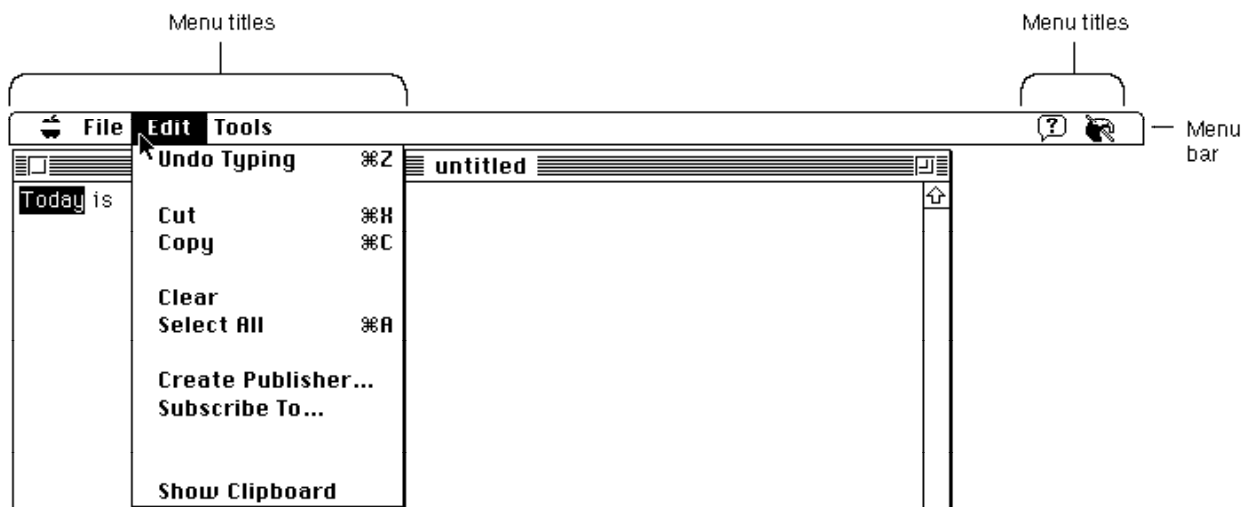 Menu titles
Menu titles
File Edit Tools
?
Menu
bar
Undo Typing ⌘Z
untitled
Today is
Cut ⌘X
Copy ⌘C
Clear
Select All ⌘A
Create Publisher...
Subscribe To...
Show Clipboard